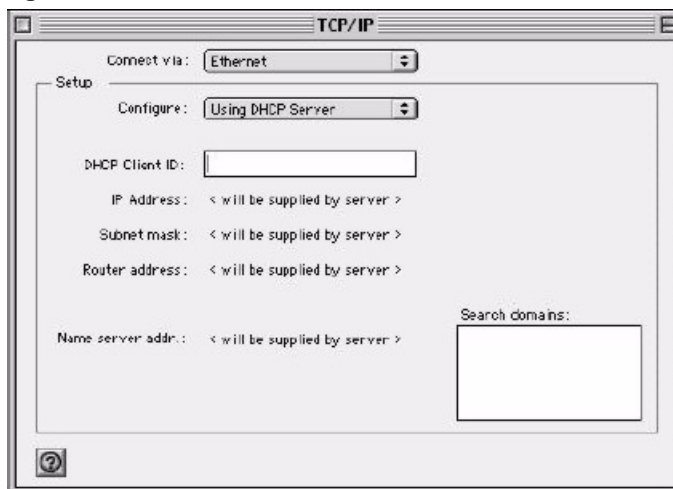 TCP/IP
Connect via: Ethernet
Setup
Configure: Using DHCP Server
DHCP Client ID:
IP Address: < will be supplied by server >
Subnet mask: < will be supplied by server >
Router address: < will be supplied by server >
Search domains:
Name server addr.: < will be supplied by server >
?